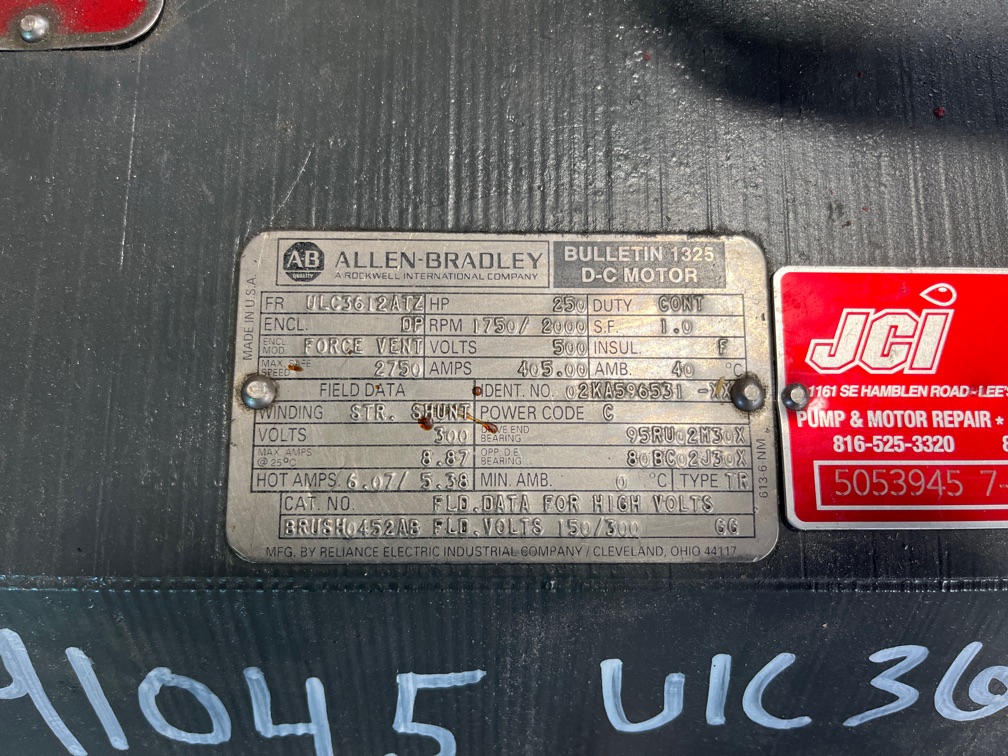 AB QUALITY ALLEN-BRADLEY
A ROCKWELL INTERNATIONAL COMPANY
BULLETIN 1325
D-C MOTOR
MADE IN U.S.A.
FR ULC3612ATZ HP 250 DUTY CONT
ENCL. DP RPM 1750/ 2000 S.F. 1.0
ENCL. MOD. FORCE VENT VOLTS 500 INSUL. F
MAX. SAFE SPEED 2750 AMPS 405.00 AMB. 40 °C
FIELD DATA IDENT. NO. 02KA596531 -XX
WINDING STR. SHUNT POWER CODE C
VOLTS 300 DRIVE END BEARING 95RU02M30X
MAX. AMPS @ 25°C 8.87 OPP. D.E. BEARING 80BC02J30X
HOT AMPS. 6.07/ 5.38 MIN. AMB. 0 °C TYPE TR
CAT. NO. FLD.DATA FOR HIGH VOLTS
BRUSH0452AB FLD.VOLTS 150/300 GG
MFG. BY RELIANCE ELECTRIC INDUSTRIAL COMPANY / CLEVELAND, OHIO 44117
613-6 NM
JCI
1161 SE HAMBLEN ROAD-LEE'S
PUMP & MOTOR REPAIR *
816-525-3320
5053945 7-
91045 UIC36